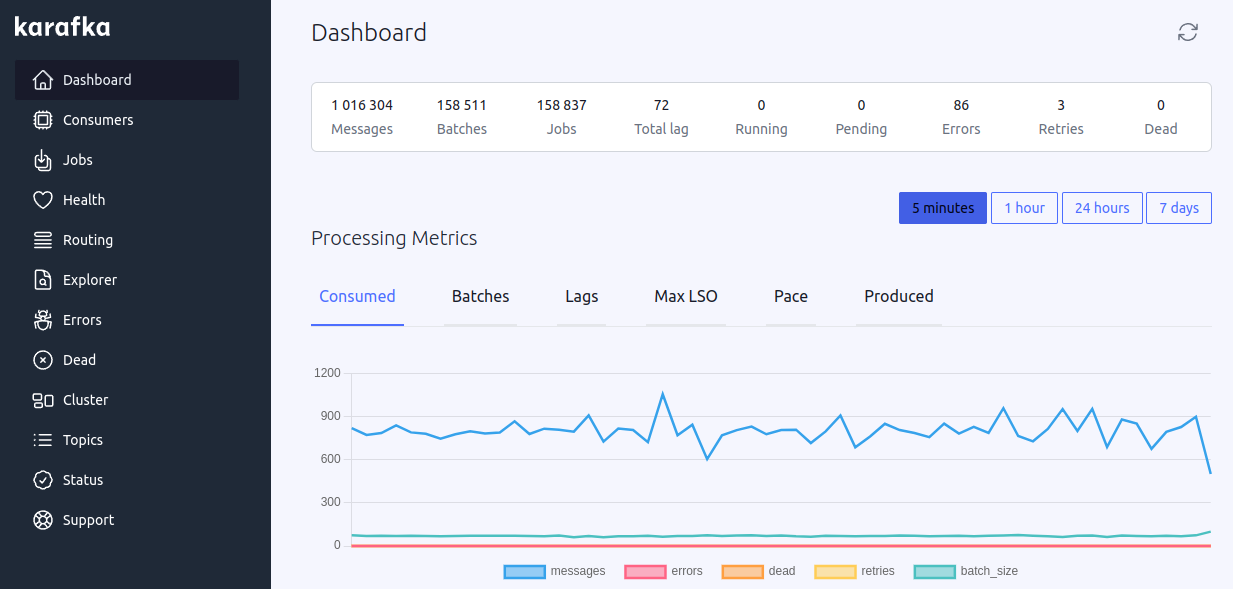 karafka
Dashboard
Consumers
Jobs
Health
Routing
Explorer
Errors
Dead
Cluster
Topics
Status
Support
Dashboard
1 016 304 158 511 158 837 72 0 0 86 3 0
Messages Batches Jobs Total lag Running Pending Errors Retries Dead
5 minutes 1 hour 24 hours 7 days
Processing Metrics
Consumed Batches Lags Max LSO Pace Produced
1200
900
600
300
0
messages errors dead retries batch_size